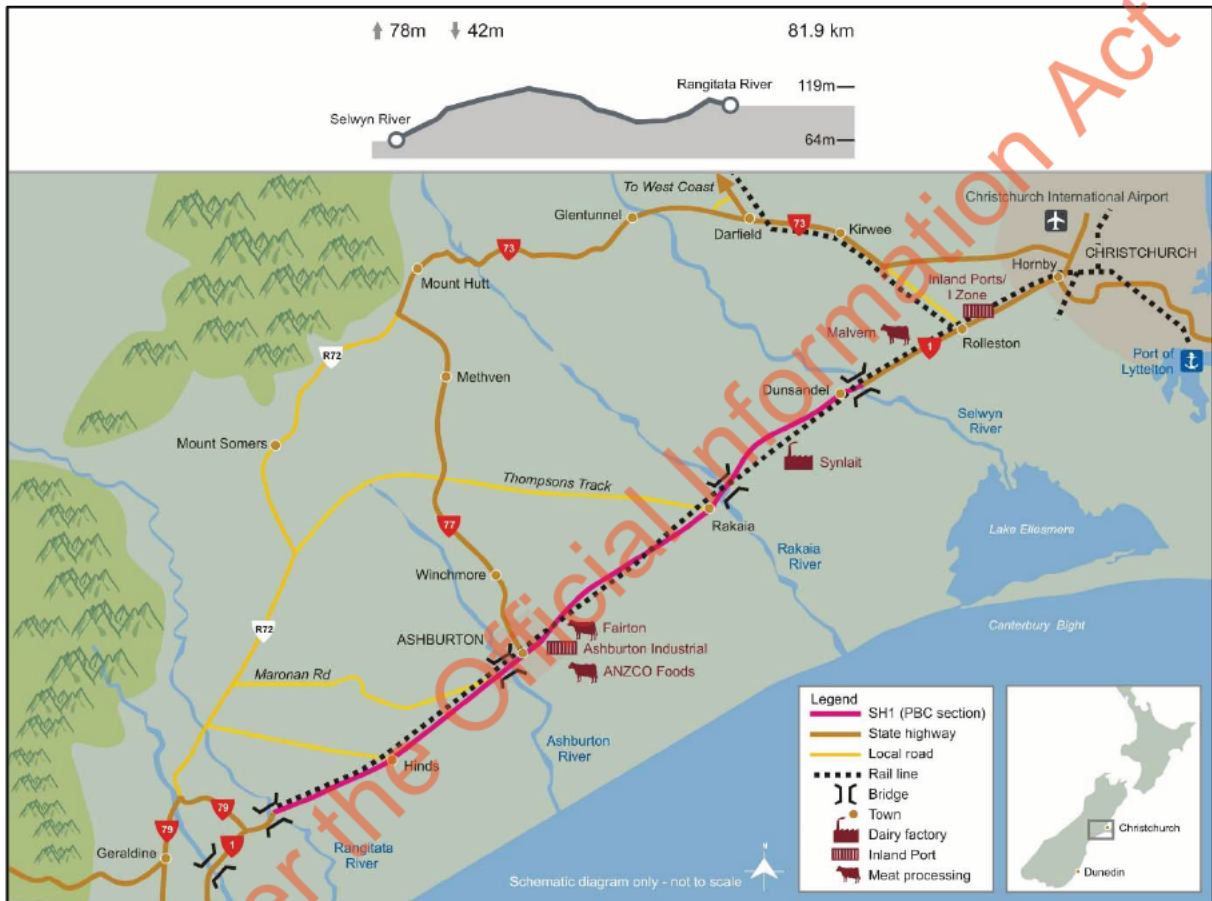 78m 42m 81.9 km
119m
Rangitata River
Selwyn River
64m
To West Coast
Christchurch International Airport
Glentunnel
Darfield
73
Kirwee
CHRISTCHURCH
73
Hornby
Mount Hutt
Inland Ports/
I Zone
Malvern
1
Rolleston
R72
Port of
Lyttelton
Methven
Dunsandel
Selwyn
River
Mount Somers
Synlait
Thompsons Track
Rakaia
77
Lake Ellesmere
Rakaia
River
Winchmore
Canterbury Bight
R72
Fairton
ASHBURTON
Ashburton Industrial
Maronan Rd
ANZCO Foods
Legend
SH1 (PBC section)
State highway
Local road
Rail line
Bridge
Town
Dairy factory
Inland Port
Meat processing
Ashburton
River
Hinds
79
79
1
Geraldine
Rangitata
River
Schematic diagram only - not to scale
N
Christchurch
Dunedin
er the Official Information Act